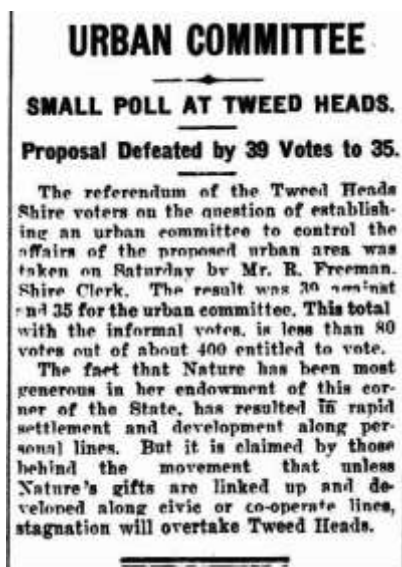 URBAN COMMITTEE
SMALL POLL AT TWEED HEADS.
Proposal Defeated by 39 Votes to 35.
The referendum of the Tweed Heads
Shire voters on the question of establish-
ing an urban committee to control the
affairs of the proposed urban area was
taken on Saturday by Mr. R. Freeman.
Shire Clerk. The result was 39 against
and 35 for the urban committee. This total
with the informal votes, is less than 80
votes out of about 400 entitled to vote.
The fact that Nature has been most
generous in her endowment of this cor-
ner of the State, has resulted in rapid
settlement and development along per-
sonal lines. But it is claimed by those
behind the movement that unless
Nature's gifts are linked up and de-
veloped along civic or co-operate lines,
stagnation will overtake Tweed Heads.